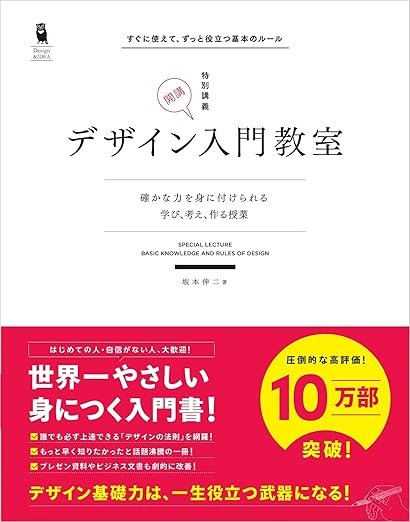 Design
&IDEA
すぐに使えて、ずっと役立つ基本のルール
開講
特別講義
デザイン入門教室
確かな力を身に付けられる
学び、考え、作る授業
SPECIAL LECTURE
BASIC KNOWLEDGE AND RULES OF DESIGN
坂本伸二 著
はじめての人・自信がない人、大歓迎！
世界一やさしい
身につく入門書！
誰でも必ず上達できる「デザインの法則」を網羅！
もっと早く知りたかったと話題沸騰の一冊！
プレゼン資料やビジネス文書も劇的に改善！
圧倒的な高評価！
10万部
突破！
デザイン基礎力は、一生役立つ武器になる！